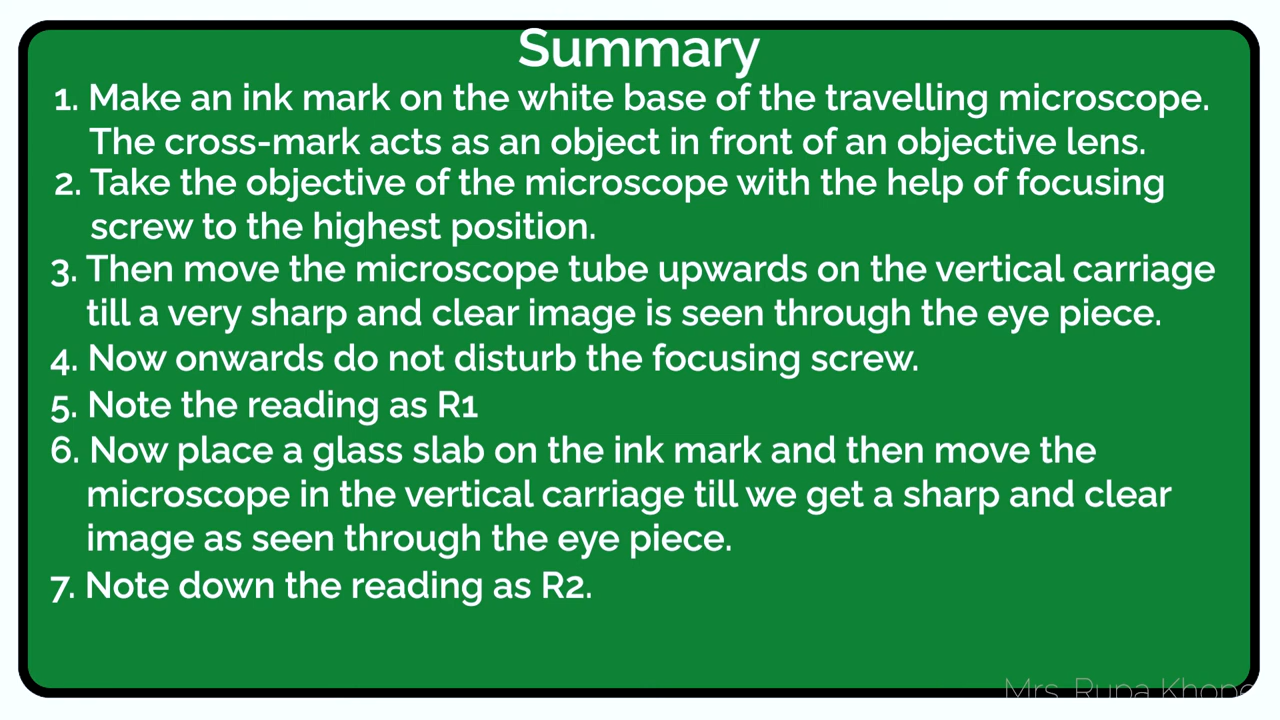 Summary
1. Make an ink mark on the white base of the travelling microscope.
The cross-mark acts as an object in front of an objective lens.
2. Take the objective of the microscope with the help of focusing
screw to the highest position.
3. Then move the microscope tube upwards on the vertical carriage
till a very sharp and clear image is seen through the eye piece.
4. Now onwards do not disturb the focusing screw.
5. Note the reading as R1
6. Now place a glass slab on the ink mark and then move the
microscope in the vertical carriage till we get a sharp and clear
image as seen through the eye piece.
7. Note down the reading as R2.
Mrs. Rupa Khope